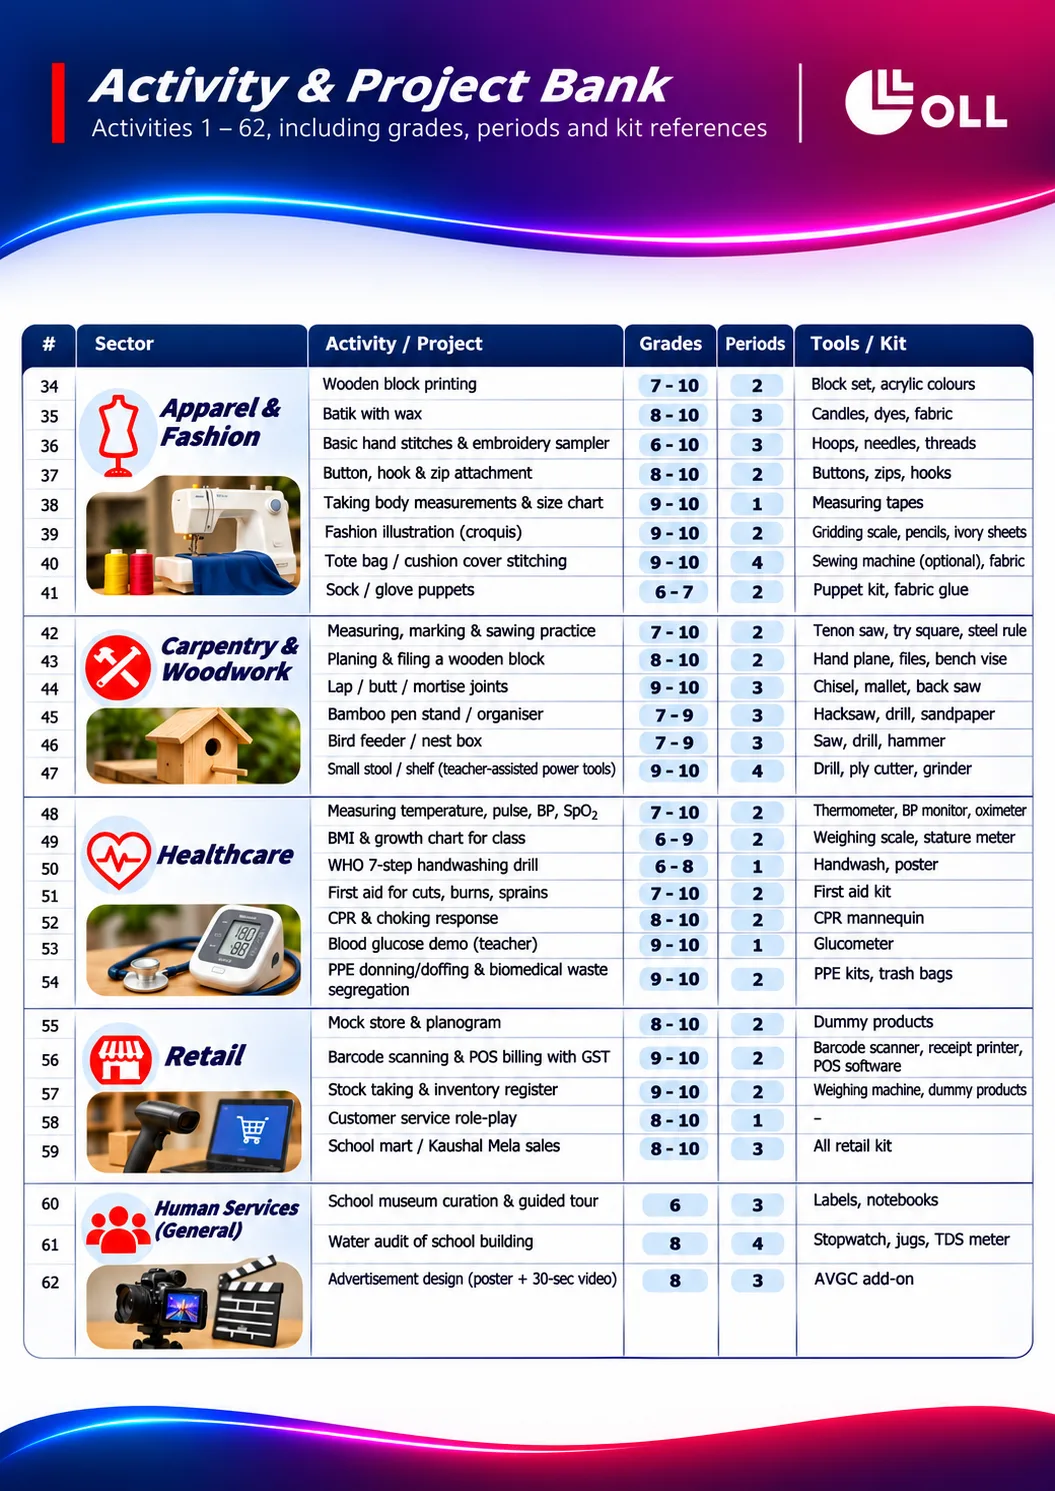 Activity & Project Bank
Activities 1 – 62, including grades, periods and kit references
OLL
# Sector Activity / Project Grades Periods Tools / Kit
Apparel & Fashion
34 Wooden block printing 7 - 10 2 Block set, acrylic colours
35 Batik with wax 8 - 10 3 Candles, dyes, fabric
36 Basic hand stitches & embroidery sampler 6 - 10 3 Hoops, needles, threads
37 Button, hook & zip attachment 8 - 10 2 Buttons, zips, hooks
38 Taking body measurements & size chart 9 - 10 1 Measuring tapes
39 Fashion illustration (croquis) 9 - 10 2 Gridding scale, pencils, ivory sheets
40 Tote bag / cushion cover stitching 9 - 10 4 Sewing machine (optional), fabric
41 Sock / glove puppets 6 - 7 2 Puppet kit, fabric glue
Carpentry & Woodwork
42 Measuring, marking & sawing practice 7 - 10 2 Tenon saw, try square, steel rule
43 Planing & filing a wooden block 8 - 10 2 Hand plane, files, bench vise
44 Lap / butt / mortise joints 9 - 10 3 Chisel, mallet, back saw
45 Bamboo pen stand / organiser 7 - 9 3 Hacksaw, drill, sandpaper
46 Bird feeder / nest box 7 - 9 3 Saw, drill, hammer
47 Small stool / shelf (teacher-assisted power tools) 9 - 10 4 Drill, ply cutter, grinder
Healthcare
48 Measuring temperature, pulse, BP, SpO₂ 7 - 10 2 Thermometer, BP monitor, oximeter
49 BMI & growth chart for class 6 - 9 2 Weighing scale, stature meter
50 WHO 7-step handwashing drill 6 - 8 1 Handwash, poster
51 First aid for cuts, burns, sprains 7 - 10 2 First aid kit
52 CPR & choking response 8 - 10 2 CPR mannequin
53 Blood glucose demo (teacher) 9 - 10 1 Glucometer
54 PPE donning/doffing & biomedical waste segregation 9 - 10 2 PPE kits, trash bags
Retail
55 Mock store & planogram 8 - 10 2 Dummy products
56 Barcode scanning & POS billing with GST 9 - 10 2 Barcode scanner, receipt printer, POS software
57 Stock taking & inventory register 9 - 10 2 Weighing machine, dummy products
58 Customer service role-play 8 - 10 1 –
59 School mart / Kaushal Mela sales 8 - 10 3 All retail kit
Human Services (General)
60 School museum curation & guided tour 6 3 Labels, notebooks
61 Water audit of school building 8 4 Stopwatch, jugs, TDS meter
62 Advertisement design (poster + 30-sec video) 8 3 AVGC add-on